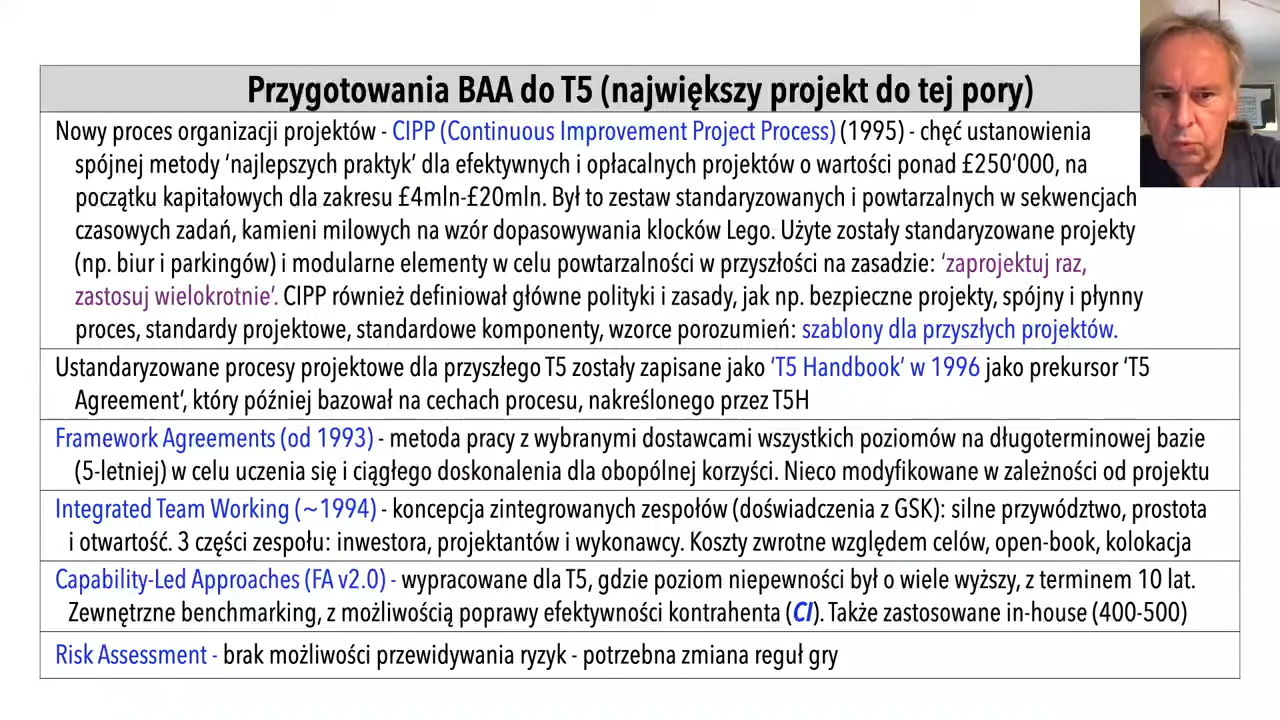 Przygotowania BAA do T5 (największy projekt do tej pory)
Nowy proces organizacji projektów - CIPP (Continuous Improvement Project Process) (1995) - chęć ustanowienia
spójnej metody ‘najlepszych praktyk’ dla efektywnych i opłacalnych projektów o wartości ponad £250’000, na
początku kapitałowych dla zakresu £4mln-£20mln. Był to zestaw standaryzowanych i powtarzalnych w sekwencjach
czasowych zadań, kamieni milowych na wzór dopasowywania klocków Lego. Użyte zostały standaryzowane projekty
(np. biur i parkingów) i modularne elementy w celu powtarzalności w przyszłości na zasadzie: ‘zaprojektuj raz,
zastosuj wielokrotnie’. CIPP również definiował główne polityki i zasady, jak np. bezpieczne projekty, spójny i płynny
proces, standardy projektowe, standardowe komponenty, wzorce porozumień: szablony dla przyszłych projektów.
Ustandaryzowane procesy projektowe dla przyszłego T5 zostały zapisane jako ‘T5 Handbook’ w 1996 jako prekursor ‘T5
Agreement’, który później bazował na cechach procesu, nakreślonego przez T5H
Framework Agreements (od 1993) - metoda pracy z wybranymi dostawcami wszystkich poziomów na długoterminowej bazie
(5-letniej) w celu uczenia się i ciągłego doskonalenia dla obopólnej korzyści. Nieco modyfikowane w zależności od projektu
Integrated Team Working (~1994) - koncepcja zintegrowanych zespołów (doświadczenia z GSK): silne przywództwo, prostota
i otwartość. 3 części zespołu: inwestora, projektantów i wykonawcy. Koszty zwrotne względem celów, open-book, kolokacja
Capability-Led Approaches (FA v2.0) - wypracowane dla T5, gdzie poziom niepewności był o wiele wyższy, z terminem 10 lat.
Zewnętrzne benchmarking, z możliwością poprawy efektywności kontrahenta (CI). Także zastosowane in-house (400-500)
Risk Assessment - brak możliwości przewidywania ryzyk - potrzebna zmiana reguł gry